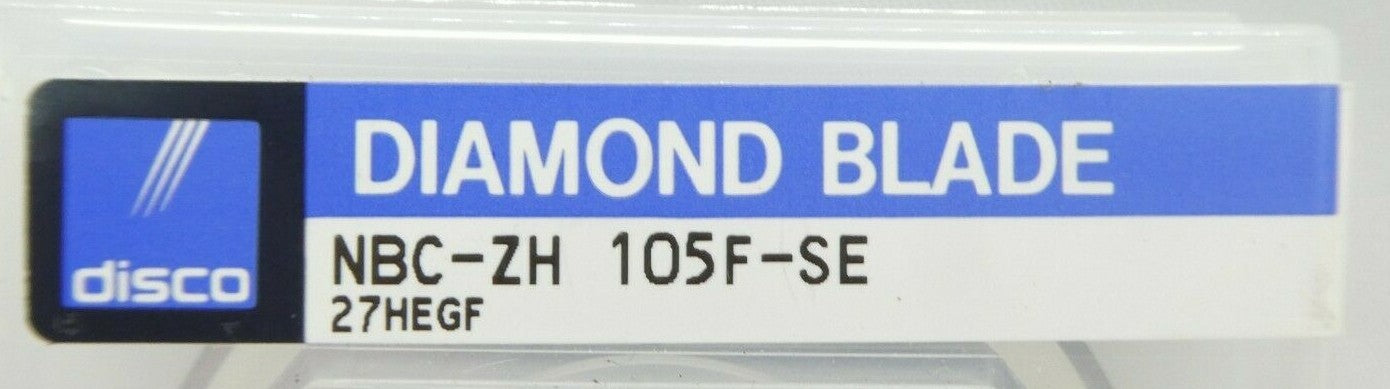 disco
DIAMOND BLADE
NBC-ZH 105F-SE
27HEGF